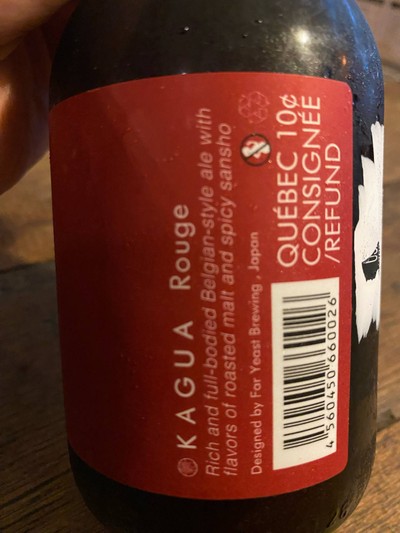 KAGUA Rouge
Rich and full-bodied Belgian-style ale with
flavors of roasted malt and spicy sansho
Designed by Far Yeast Brewing , Japan
QUÉBEC 10¢
CONSIGNÉE
/REFUND
4 560450 660026